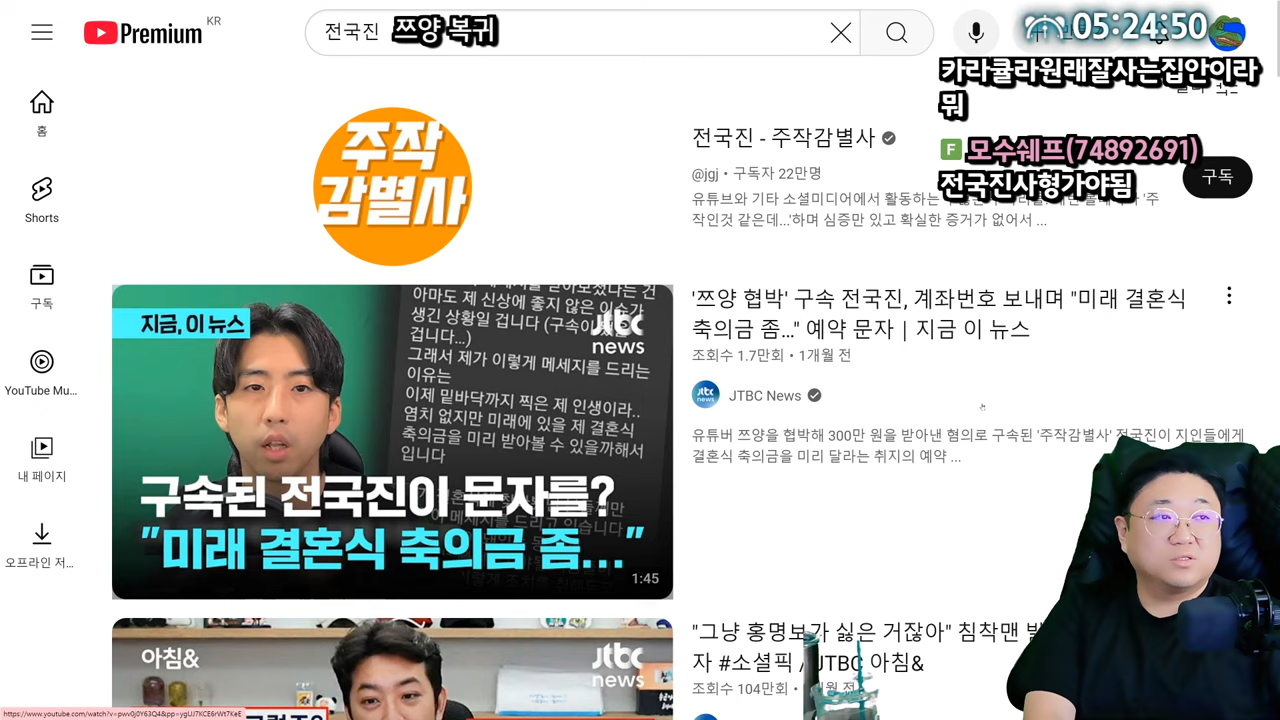 Premium
KR
전국진
쯔양 복귀
05:24:50
카라큘라원래잘사는집안이라
뭐
F 모수쉐프(74892691)
전국진사형가야됨
홈
Shorts
구독
YouTube Mu...
내 페이지
오프라인 저...
주작
감별사
전국진 - 주작감별사
@jgj • 구독자 22만명
유튜브와 기타 소셜미디어에서 활동하는
작인것 같은데...'하며 심증만 있고 확실한 증거가 없어서 ...
구독
지금, 이 뉴스
jtbc
news
아마도 제 신상에 좋지 않은 이슈가
생긴 상황일 겁니다 (구속이
겁니다...)
그래서 제가 이렇게 메세지를 드리는
이유는
이제 밑바닥까지 찍은 제 인생이라..
염치 없지만 미래에 있을 제 결혼식
축의금을 미리 받아볼 수 있을까해서
입니다
구속된 전국진이 문자를?
"미래 결혼식 축의금 좀..."
1:45
'쯔양 협박' 구속 전국진, 계좌번호 보내며 "미래 결혼식
축의금 좀..." 예약 문자 | 지금 이 뉴스
조회수 1.7만회 • 1개월 전
jtbc
news
JTBC News
유튜버 쯔양을 협박해 300만 원을 받아낸 혐의로 구속된 '주작감별사' 전국진이 지인들에게
결혼식 축의금을 미리 달라는 취지의 예약 ...
아침&
jtbc
news
"그냥 홍명보가 싫은 거잖아" 침착맨
자 #소셜픽 / JTBC 아침&
조회수 104만회